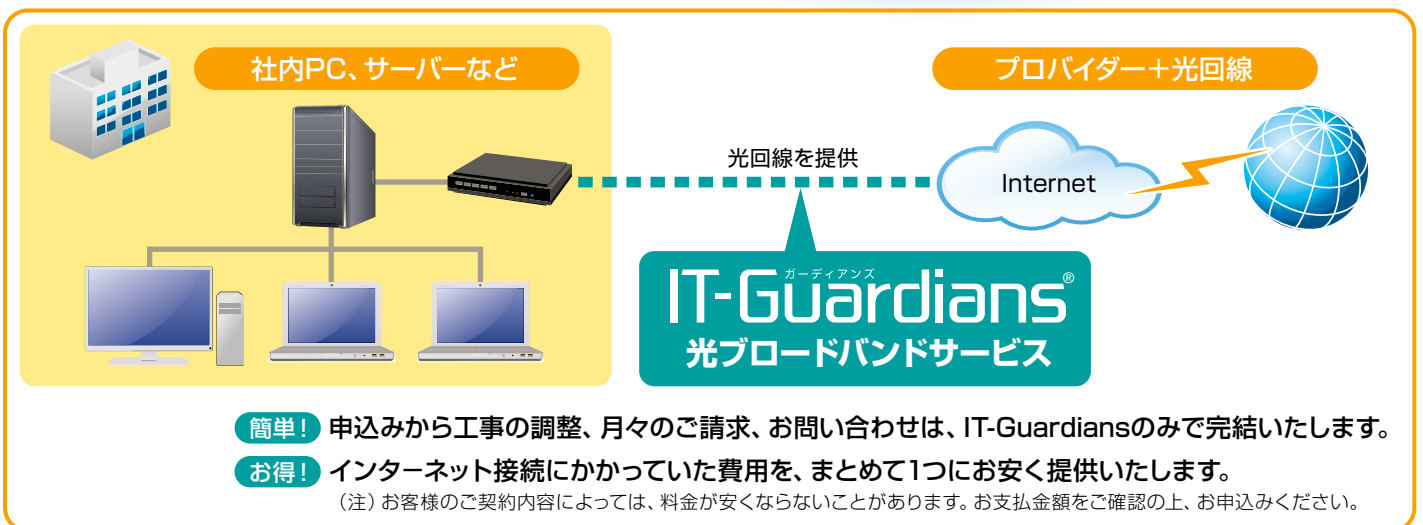 社内PC、サーバーなど
プロバイダー＋光回線
光回線を提供
Internet
ガーディアンズ
IT-Guardians®
光ブロードバンドサービス
簡単！ 申込みから工事の調整、月々のご請求、お問い合わせは、IT-Guardiansのみで完結いたします。
お得！ インターネット接続にかかっていた費用を、まとめて1つにお安く提供いたします。
（注）お客様のご契約内容によっては、料金が安くならないことがあります。お支払金額をご確認の上、お申込みください。